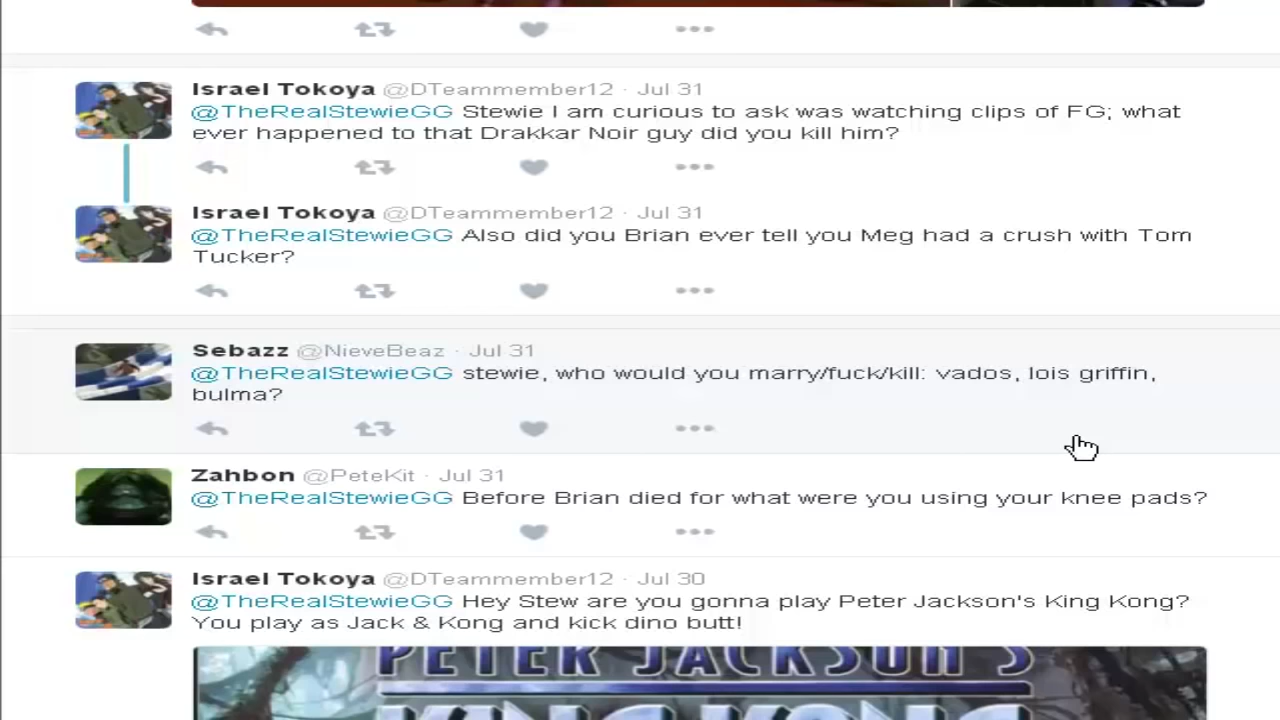 Israel Tokoya @DTeammember12 · Jul 31
@TheRealStewieGG Stewie I am curious to ask was watching clips of FG; what
ever happened to that Drakkar Noir guy did you kill him?
Israel Tokoya @DTeammember12 · Jul 31
@TheRealStewieGG Also did you Brian ever tell you Meg had a crush with Tom
Tucker?
Sebazz @NieveBeaz · Jul 31
@TheRealStewieGG stewie, who would you marry/fuck/kill: vados, lois griffin,
bulma?
Zahbon @PeteKit · Jul 31
@TheRealStewieGG Before Brian died for what were you using your knee pads?
Israel Tokoya @DTeammember12 · Jul 30
@TheRealStewieGG Hey Stew are you gonna play Peter Jackson's King Kong?
You play as Jack & Kong and kick dino butt!
PETER JACKSON'S
KING KONG